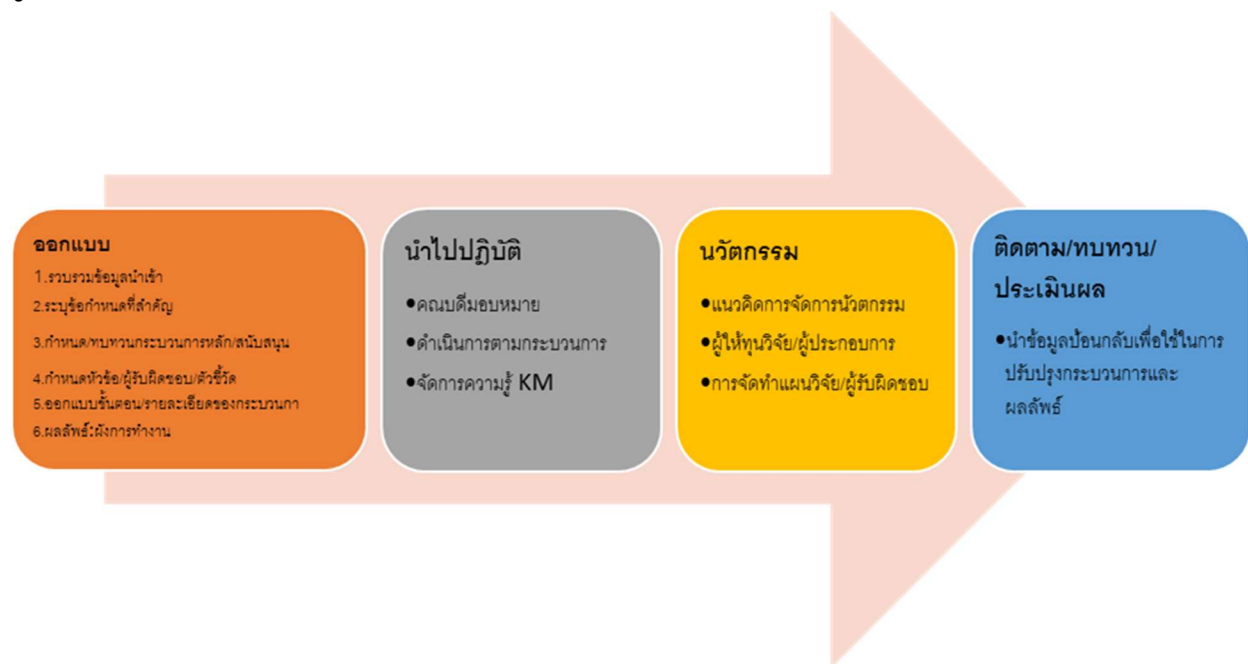 ออกแบบ
1.รวบรวมข้อมูลนำเข้า
2.ระบุข้อกำหนดที่สำคัญ
3.กำหนด/ทบทวนกระบวนการหลัก/สนับสนุน
4.กำหนดหัวข้อ/ผู้รับผิดชอบ/ตัวชี้วัด
5.ออกแบบขั้นตอน/รายละเอียดของกระบวนกา
6.ผลลัพธ์:ผังการทำงาน
นำไปปฏิบัติ
•คณบดีมอบหมาย
•ดำเนินการตามกระบวนการ
•จัดการความรู้ KM
นวัตกรรม
•แนวคิดการจัดการนัวตกรรม
•ผู้ให้ทุนวิจัย/ผู้ประกอบการ
•การจัดทำแผนวิจัย/ผู้รับผิดชอบ
ติดตาม/ทบทวน/
ประเมินผล
•นำข้อมูลป้อนกลับเพื่อใช้ในการ
ปรับปรุงกระบวนการและ
ผลลัพธ์